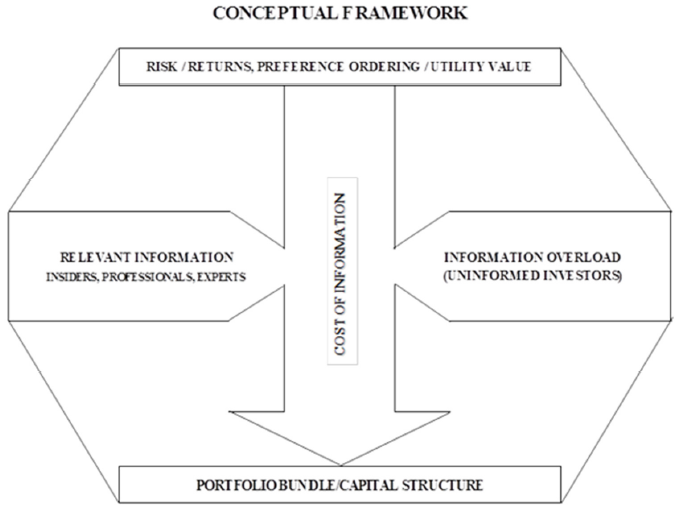 CONCEPTUAL FRAMEWORK
RISK / RETURNS, PREFERENCE ORDERING / UTILITY VALUE
RELEVANT INFORMATION
INSIDERS, PROFESSIONALS, EXPERTS
COST OF INFORMATION
INFORMATION OVERLOAD
(UNINFORMED INVESTORS)
PORTFOLIO BUNDLE/CAPITAL STRUCTURE